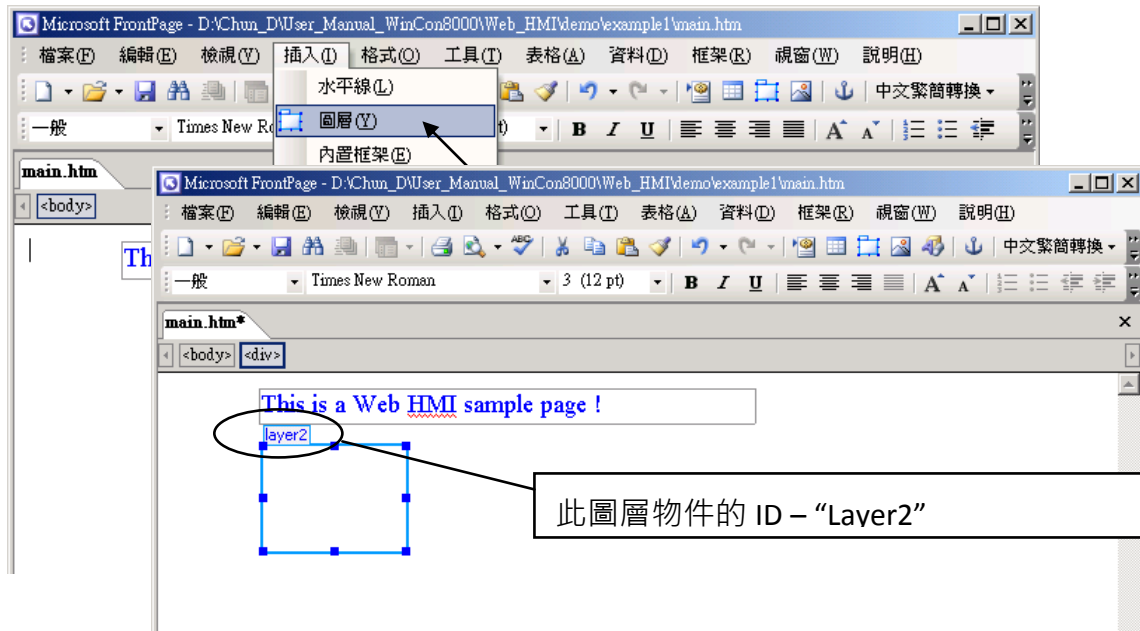 Microsoft FrontPage - D:\Chun_D\User_Manual_WinCon8000\Web_HMI\demo\example1\main.htm
檔案(F) 編輯(E) 檢視(V) 插入(I) 格式(O) 工具(T) 表格(A) 資料(D) 框架(R) 視窗(W) 說明(H)
水平線(L)
中文繁簡轉換
一般 Times New Ro
圖層(Y)
B I U A A
內置框架(E)
main.htm
<body>
Th
Microsoft FrontPage - D:\Chun_D\User_Manual_WinCon8000\Web_HMI\demo\example1\main.htm
檔案(F) 編輯(E) 檢視(V) 插入(I) 格式(O) 工具(T) 表格(A) 資料(D) 框架(R) 視窗(W) 說明(H)
ABC 中文繁簡轉換
一般 Times New Roman 3 (12 pt) B I U A A
main.htm*
<body> <div>
This is a Web HMI sample page !
layer2
此圖層物件的 ID – “Layer2”